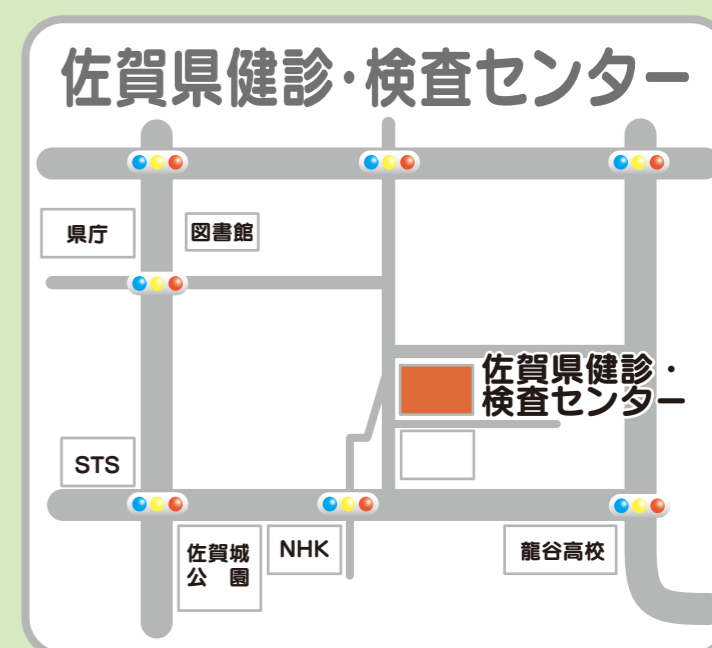 佐賀県健診・検査センター
県庁
図書館
佐賀県健診・
検査センター
STS
佐賀城
公　園
NHK
龍谷高校